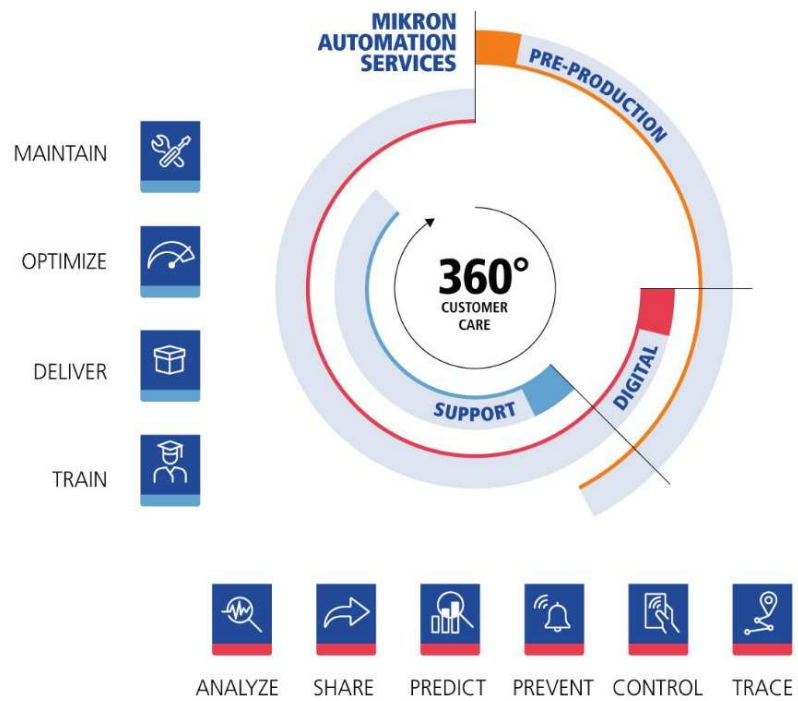 MIKRON
AUTOMATION
SERVICES
PRE-PRODUCTION
MAINTAIN
OPTIMIZE
DELIVER
TRAIN
360°
CUSTOMER
CARE
DIGITAL
SUPPORT
ANALYZE SHARE PREDICT PREVENT CONTROL TRACE